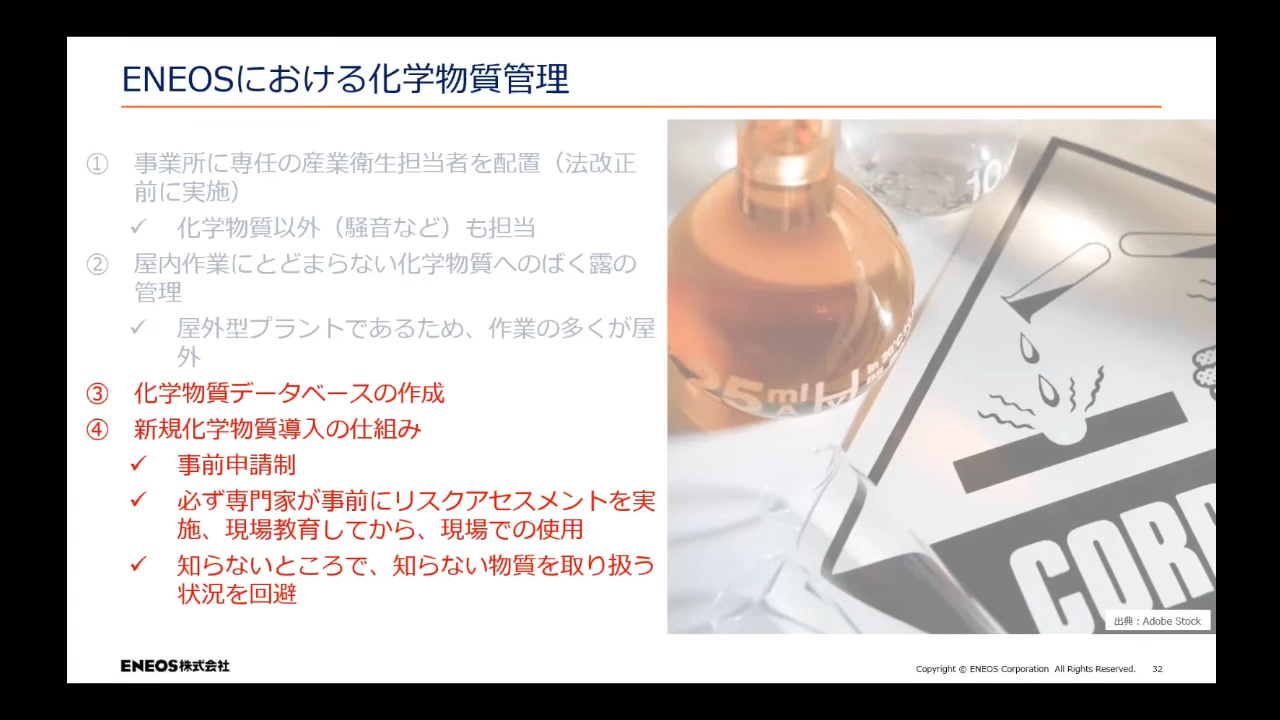 ENEOSにおける化学物質管理
① 事業所に専任の産業衛生担当者を配置（法改正
前に実施）
✓ 化学物質以外（騒音など）も担当
② 屋内作業にとどまらない化学物質へのばく露の
管理
✓ 屋外型プラントであるため、作業の多くが屋
外
③ 化学物質データベースの作成
④ 新規化学物質導入の仕組み
✓ 事前申請制
✓ 必ず専門家が事前にリスクアセスメントを実
施、現場教育してから、現場での使用
✓ 知らないところで、知らない物質を取り扱う
状況を回避
25ml
in 20°C
A
10
CORR
出典：Adobe Stock
ENEOS株式会社
Copyright © ENEOS Corporation All Rights Reserved. 32